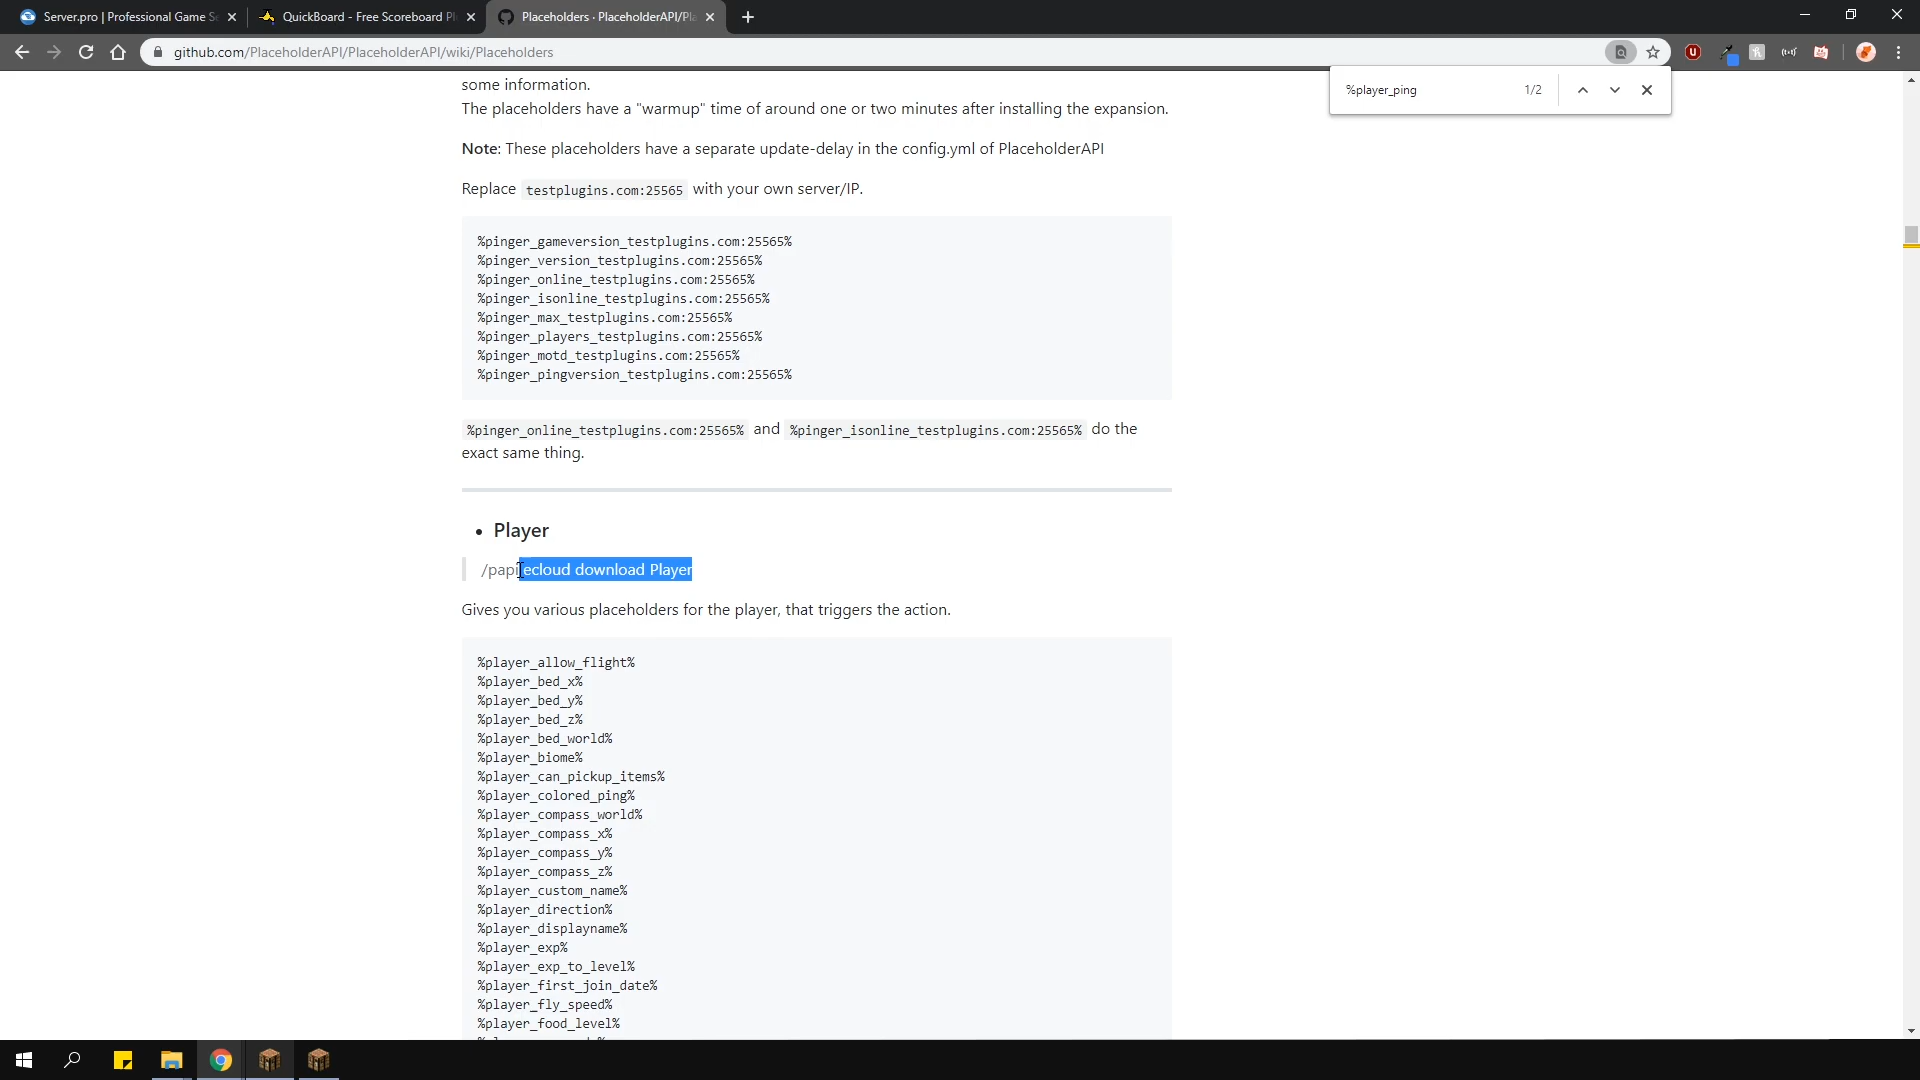 Server.pro | Professional Game S
QuickBoard - Free Scoreboard Pl
Placeholders · PlaceholderAPI/Pl
github.com/PlaceholderAPI/PlaceholderAPI/wiki/Placeholders
%player_ping
1/2
some information.
The placeholders have a "warmup" time of around one or two minutes after installing the expansion.
Note: These placeholders have a separate update-delay in the config.yml of PlaceholderAPI
Replace testplugins.com:25565 with your own server/IP.
%pinger_gameversion_testplugins.com:25565%
%pinger_version_testplugins.com:25565%
%pinger_online_testplugins.com:25565%
%pinger_isonline_testplugins.com:25565%
%pinger_max_testplugins.com:25565%
%pinger_players_testplugins.com:25565%
%pinger_motd_testplugins.com:25565%
%pinger_pingversion_testplugins.com:25565%
%pinger_online_testplugins.com:25565% and %pinger_isonline_testplugins.com:25565% do the
exact same thing.
• Player
/papi ecloud download Player
Gives you various placeholders for the player, that triggers the action.
%player_allow_flight%
%player_bed_x%
%player_bed_y%
%player_bed_z%
%player_bed_world%
%player_biome%
%player_can_pickup_items%
%player_colored_ping%
%player_compass_world%
%player_compass_x%
%player_compass_y%
%player_compass_z%
%player_custom_name%
%player_direction%
%player_displayname%
%player_exp%
%player_exp_to_level%
%player_first_join_date%
%player_fly_speed%
%player_food_level%